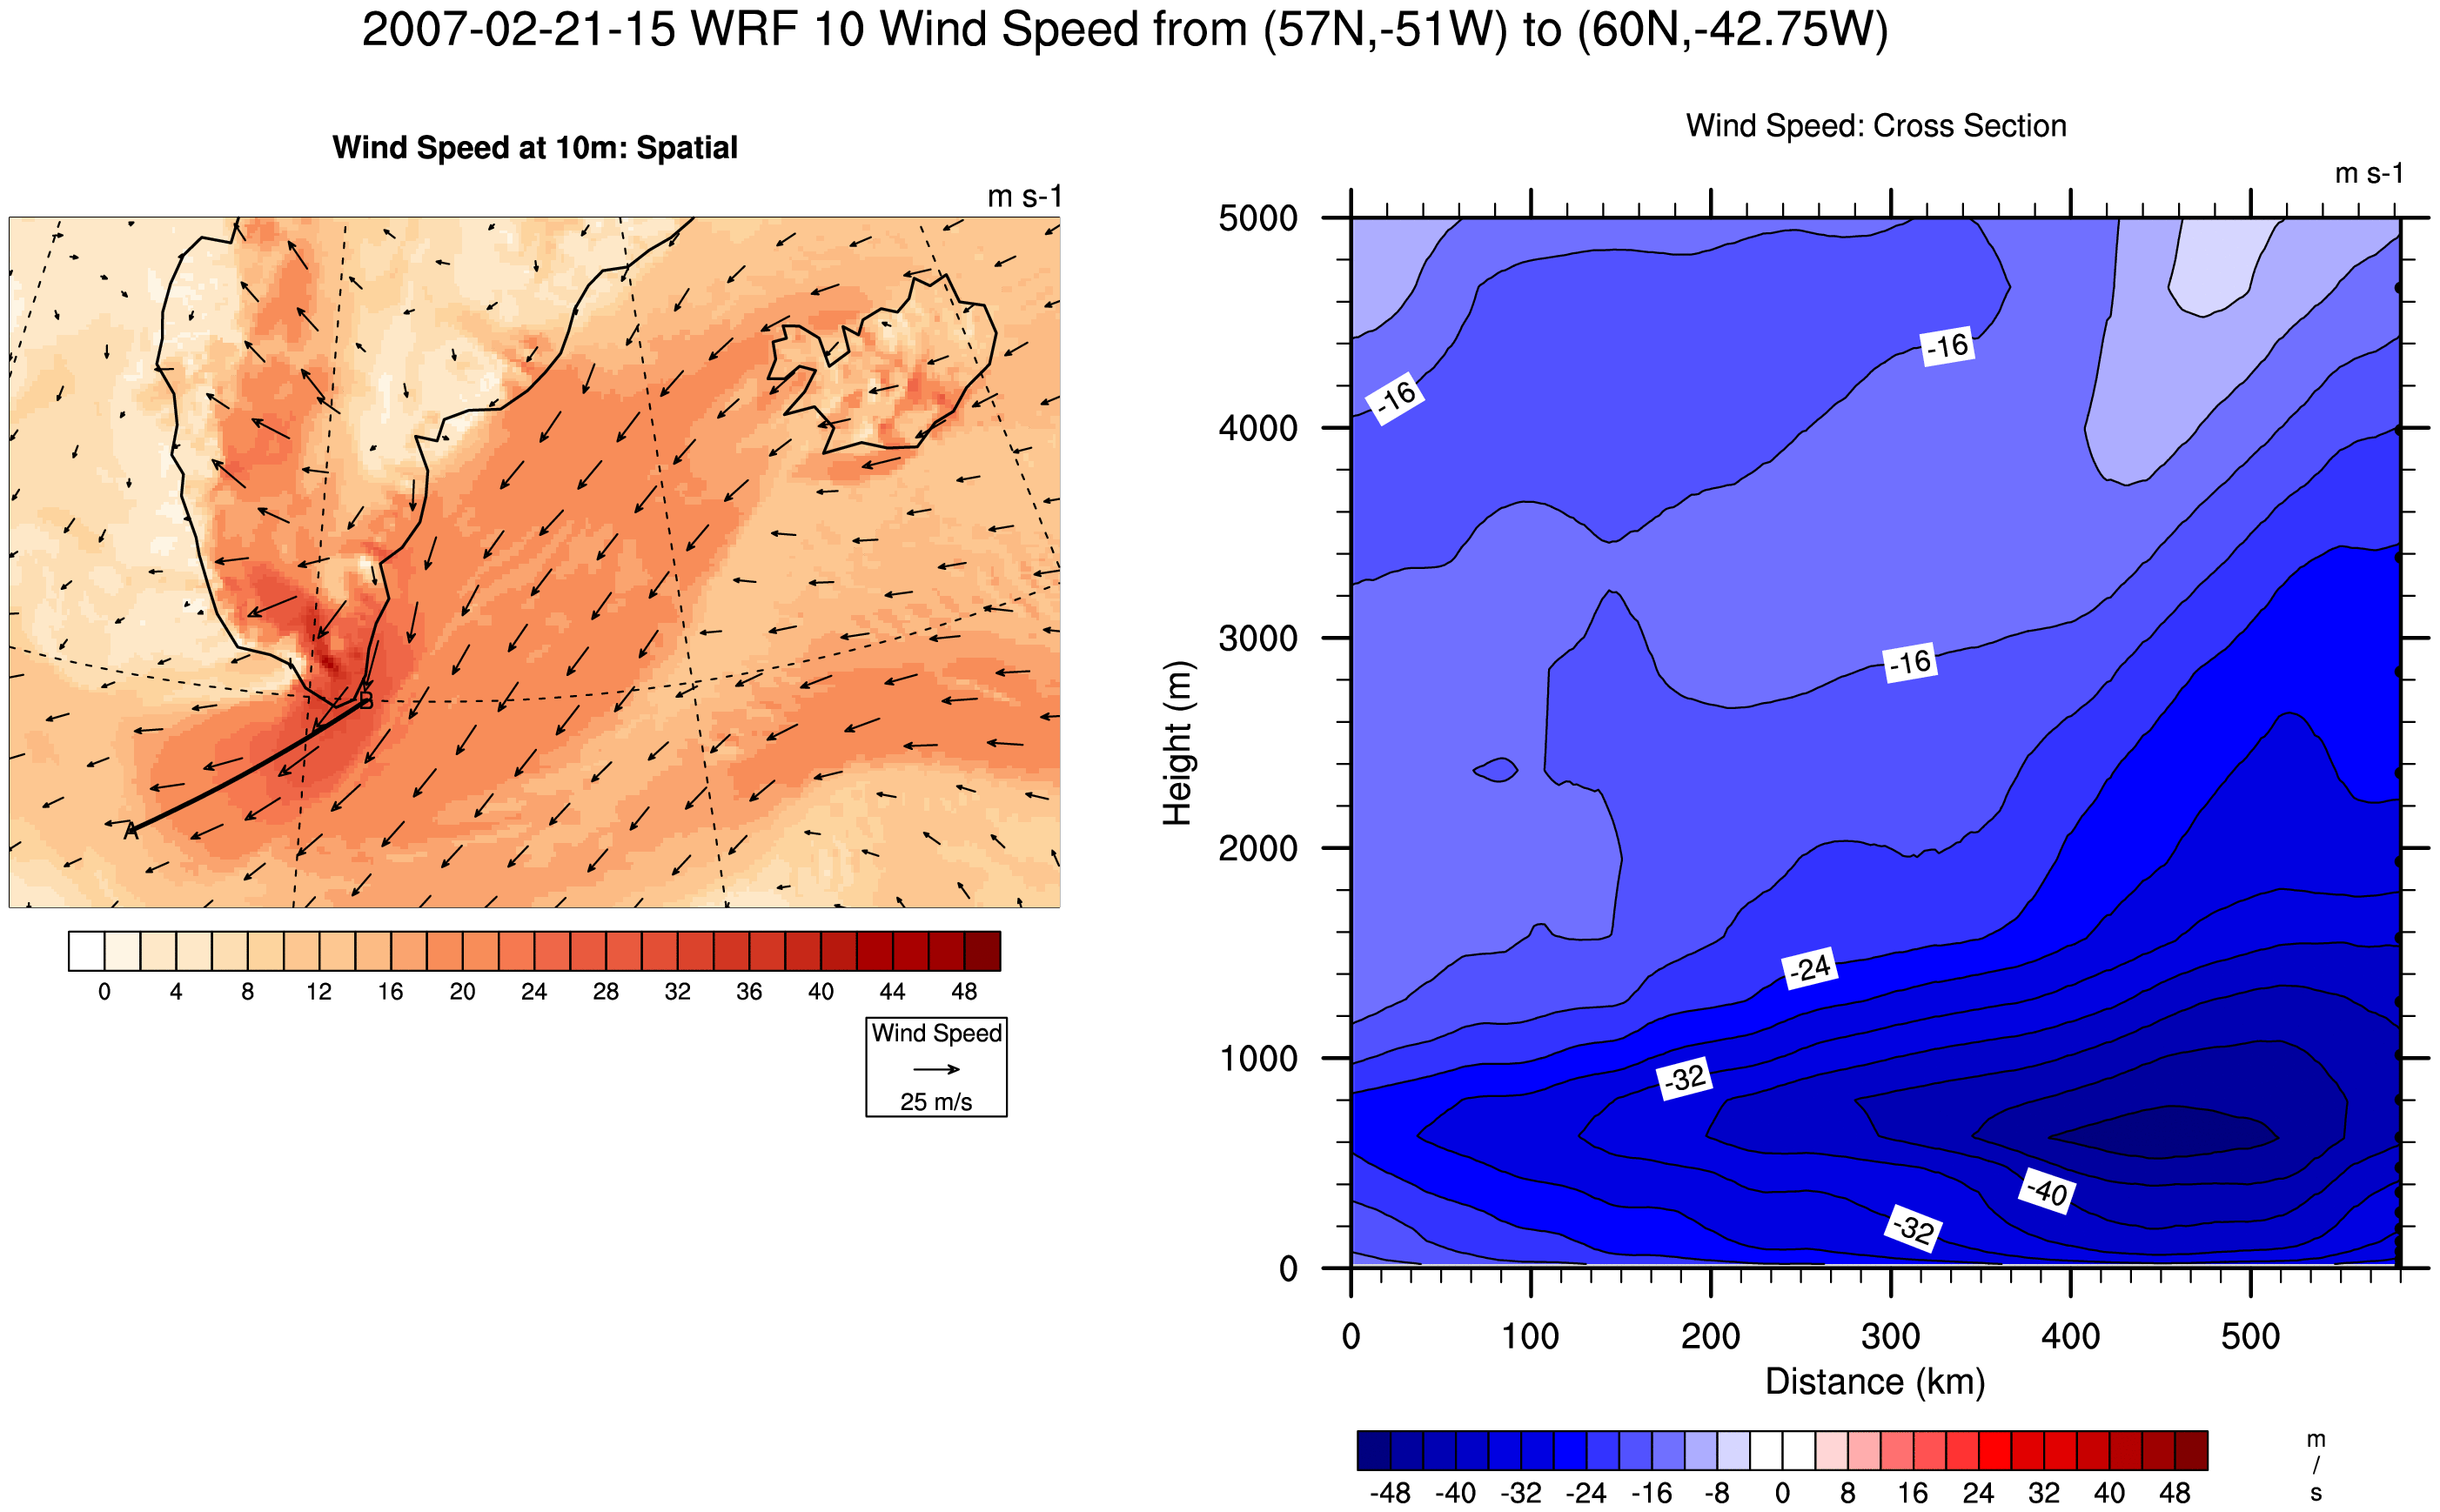 2007-02-21-15 WRF 10 Wind Speed from (57N,-51W) to (60N,-42.75W)
Wind Speed at 10m: Spatial
m s-1
B
A
0 4 8 12 16 20 24 28 32 36 40 44 48
Wind Speed
25 m/s
Wind Speed: Cross Section
m s-1
5000
4000
3000
2000
1000
0
Height (m)
-16
-16
-16
-24
-32
-40
-32
0 100 200 300 400 500
Distance (km)
-48 -40 -32 -24 -16 -8 0 8 16 24 32 40 48
m
/
s